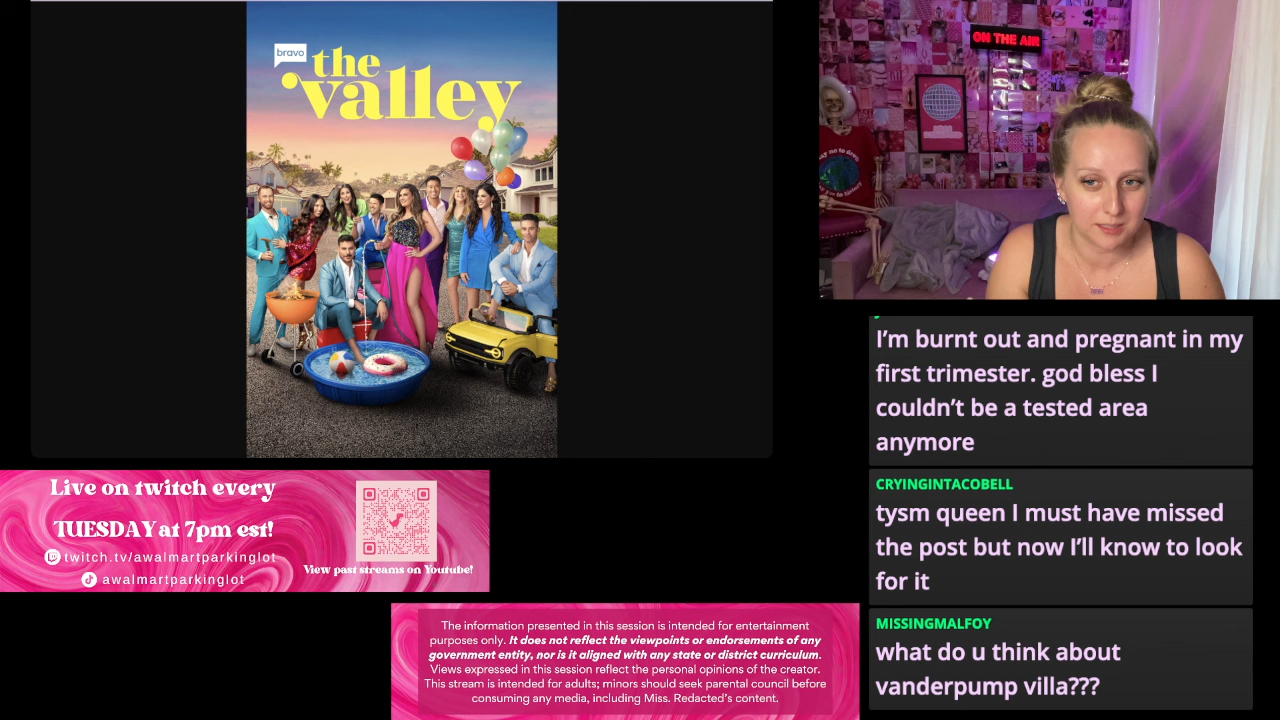 bravo
the
valley
ON THE AIR
I'm burnt out and pregnant in my
first trimester. god bless I
couldn't be a tested area
anymore
CRYINGINTACOBELL
tysm queen I must have missed
the post but now I'll know to look
for it
MISSINGMALFOY
what do u think about
vanderpump villa???
Live on twitch every
TUESDAY at 7pm est!
twitch.tv/awalmartparkinglot
awalmartparkinglot
View past streams on Youtube!
The information presented in this session is intended for entertainment
purposes only. It does not reflect the viewpoints or endorsements of any
government entity, nor is it aligned with any state or district curriculum.
Views expressed in this session reflect the personal opinions of the creator.
This stream is intended for adults; minors should seek parental council before
consuming any media, including Miss. Redacted's content.